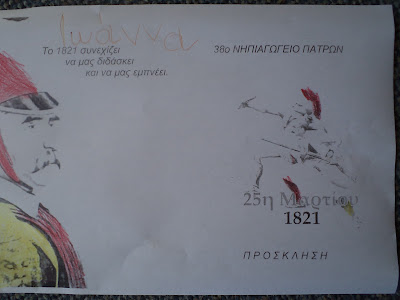 Ιωάννα
Το 1821 συνεχίζει
να μας διδάσκει
και να μας εμπνέει.
38ο ΝΗΠΙΑΓΩΓΕΙΟ ΠΑΤΡΩΝ
25η Μαρτίου
1821
ΠΡΟΣΚΛΗΣΗ